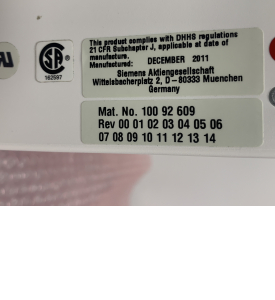 This product complies with DHHS regulations
21 CFR Subchapter J, applicable at date of
manufacture.
Manufactured: DECEMBER 2011
Siemens Aktiengesellschaft
Wittelsbacherplatz 2, D - 80333 Muenchen
Germany
162597
Mat. No. 100 92 609
Rev 00 01 02 03 04 05 06
07 08 09 10 11 12 13 14